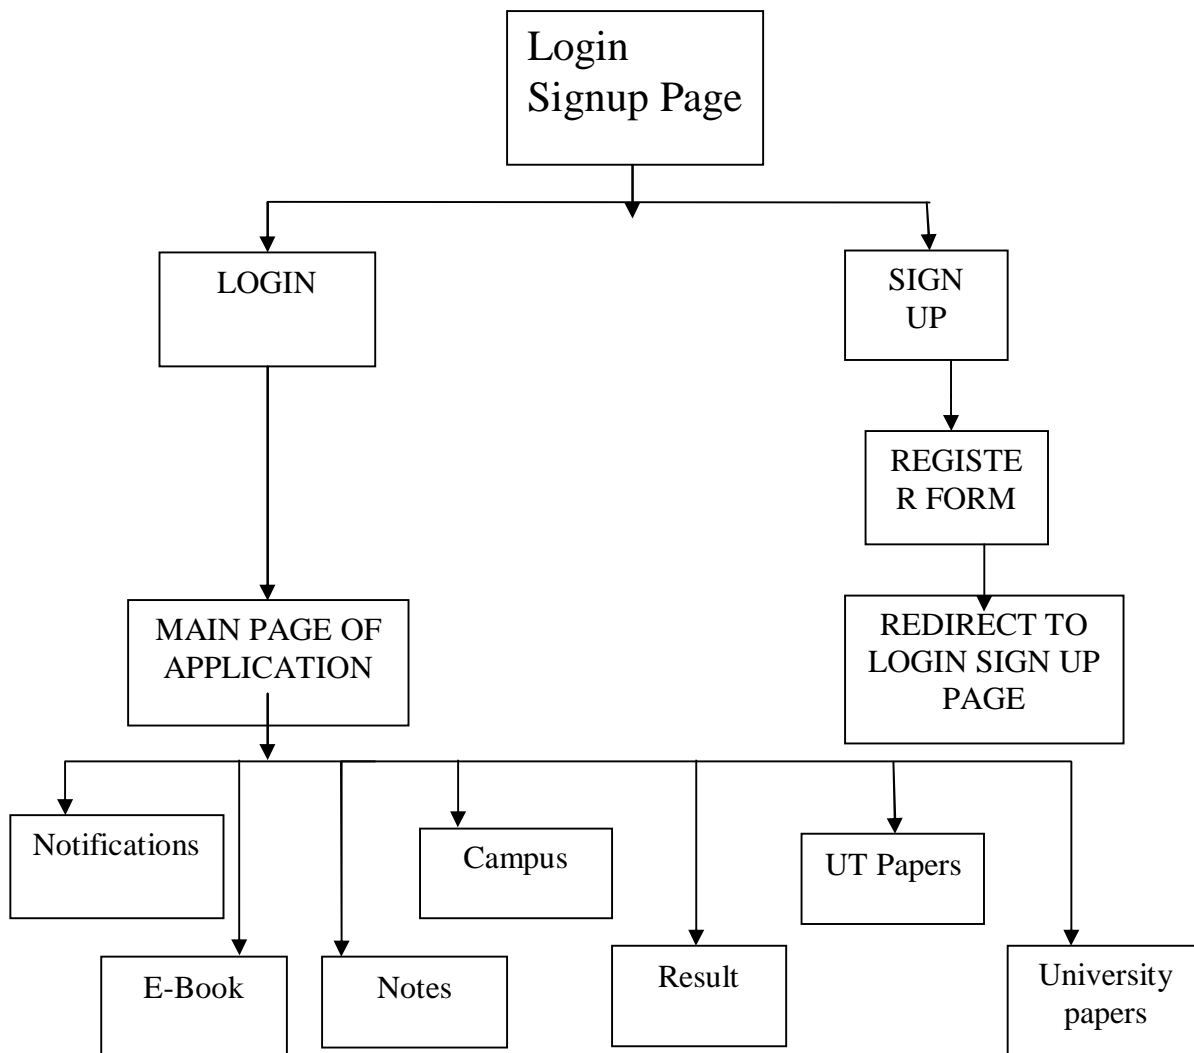 Login
Signup Page
LOGIN
SIGN
UP
REGISTE
R FORM
MAIN PAGE OF
APPLICATION
REDIRECT TO
LOGIN SIGN UP
PAGE
Notifications
Campus
UT Papers
E-Book
Notes
Result
University
papers